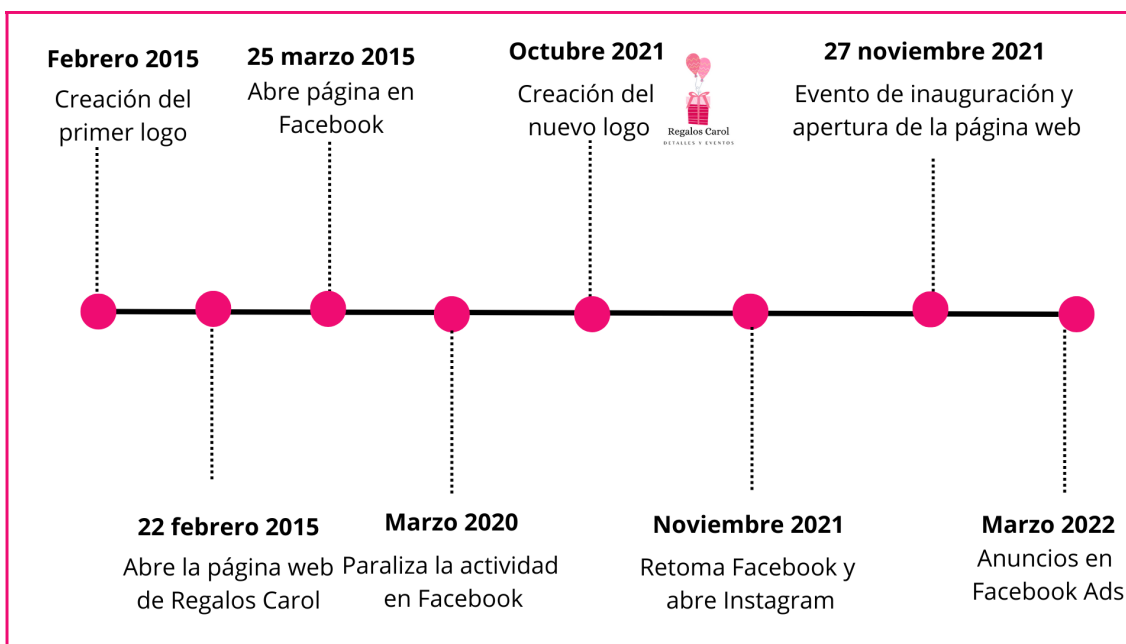 Febrero 2015
Creación del
primer logo
25 marzo 2015
Abre página en
Facebook
Octubre 2021
Creación del
nuevo logo
Regalos Carol
DETALLES Y EVENTOS
27 noviembre 2021
Evento de inauguración y
apertura de la página web
22 febrero 2015
Abre la página web
de Regalos Carol
Marzo 2020
Paraliza la actividad
en Facebook
Noviembre 2021
Retoma Facebook y
abre Instagram
Marzo 2022
Anuncios en
Facebook Ads